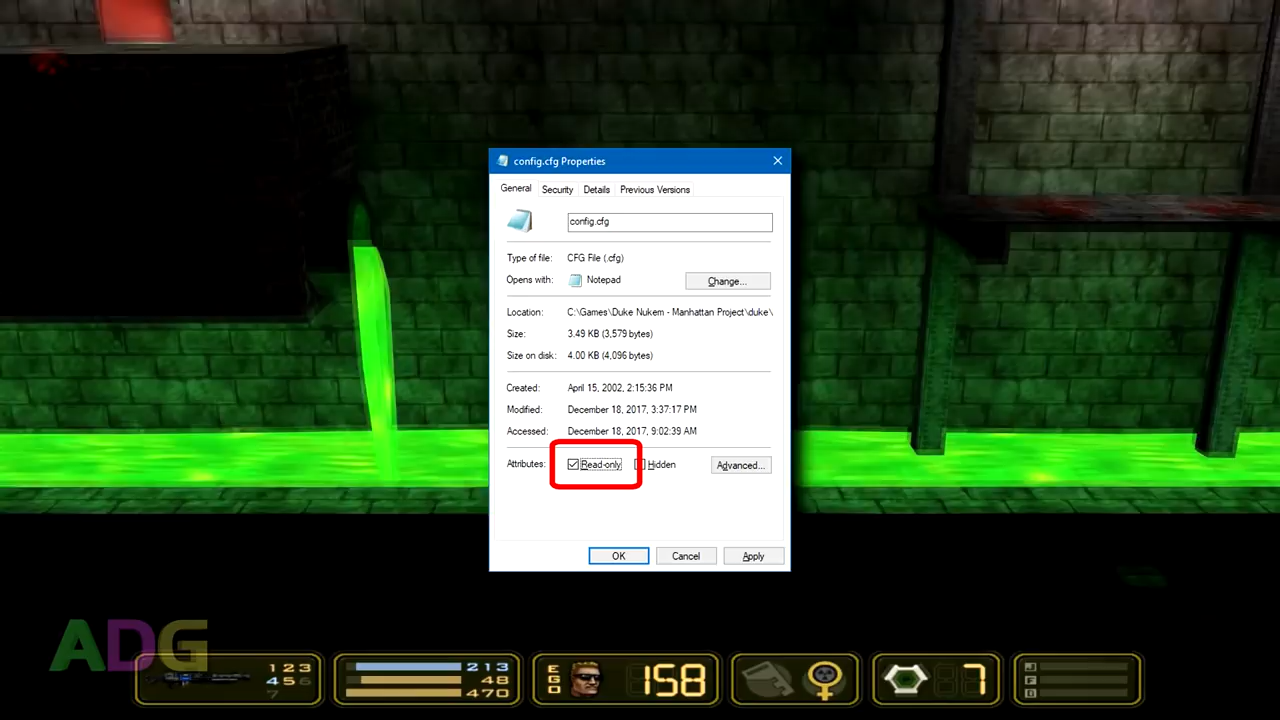 config.cfg Properties
General Security Details Previous Versions
config.cfg
Type of file: CFG File (.cfg)
Opens with: Notepad Change...
Location: C:\Games\Duke Nukem - Manhattan Project\duke\
Size: 3.49 KB (3,579 bytes)
Size on disk: 4.00 KB (4,096 bytes)
Created: April 15, 2002, 2:15:36 PM
Modified: December 18, 2017, 3:37:17 PM
Accessed: December 18, 2017, 9:02:39 AM
Attributes: Read-only Hidden Advanced...
OK Cancel Apply
ADG
123
456
7
213
48
470
EGO
158
7
J
F